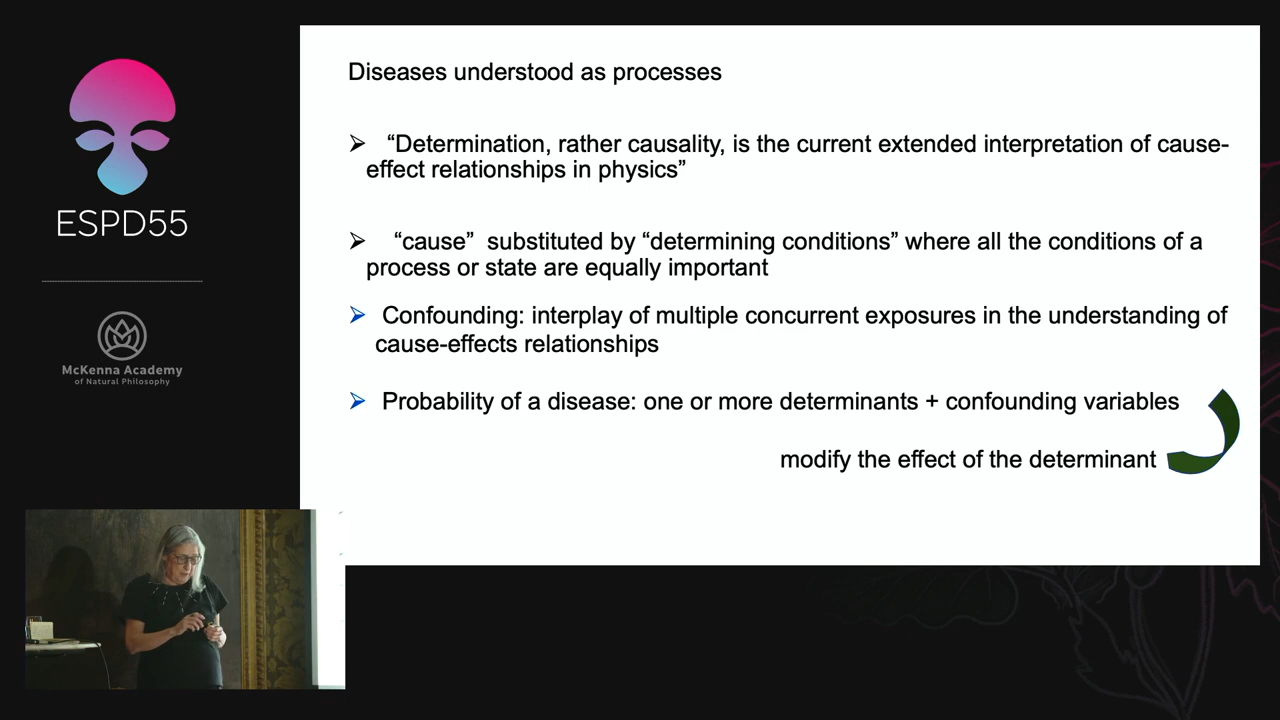 ESPD55
McKenna Academy
of Natural Philosophy
Diseases understood as processes
➢ “Determination, rather causality, is the current extended interpretation of cause-
effect relationships in physics”
➢ “cause” substituted by “determining conditions” where all the conditions of a
process or state are equally important
➢ Confounding: interplay of multiple concurrent exposures in the understanding of
cause-effects relationships
➢ Probability of a disease: one or more determinants + confounding variables
modify the effect of the determinant